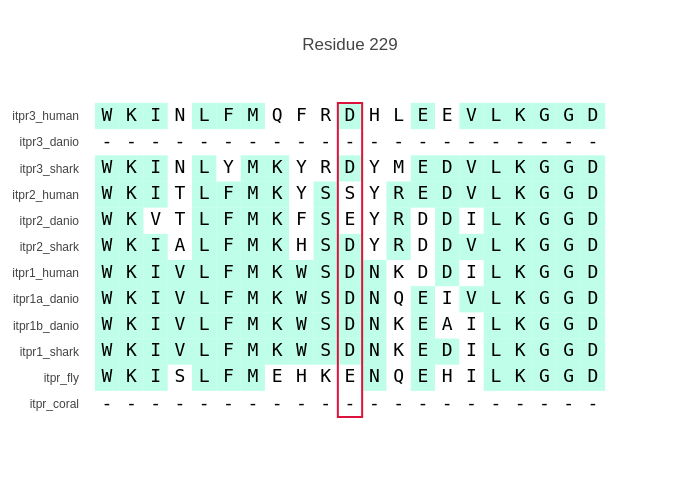 Residue 229
itpr3_human W K I N L F M Q F R D H L E E V L K G G D
itpr3_danio - - - - - - - - - - - - - - - - - - - - -
itpr3_shark W K I N L Y M K Y R D Y M E D V L K G G D
itpr2_human W K I T L F M K Y S S Y R E D V L K G G D
itpr2_danio W K V T L F M K F S E Y R D D I L K G G D
itpr2_shark W K I A L F M K H S D Y R D D V L K G G D
itpr1_human W K I V L F M K W S D N K D D I L K G G D
itpr1a_danio W K I V L F M K W S D N Q E I V L K G G D
itpr1b_danio W K I V L F M K W S D N K E A I L K G G D
itpr1_shark W K I V L F M K W S D N K E D I L K G G D
itpr_fly W K I S L F M E H K E N Q E H I L K G G D
itpr_coral - - - - - - - - - - - - - - - - - - - - -